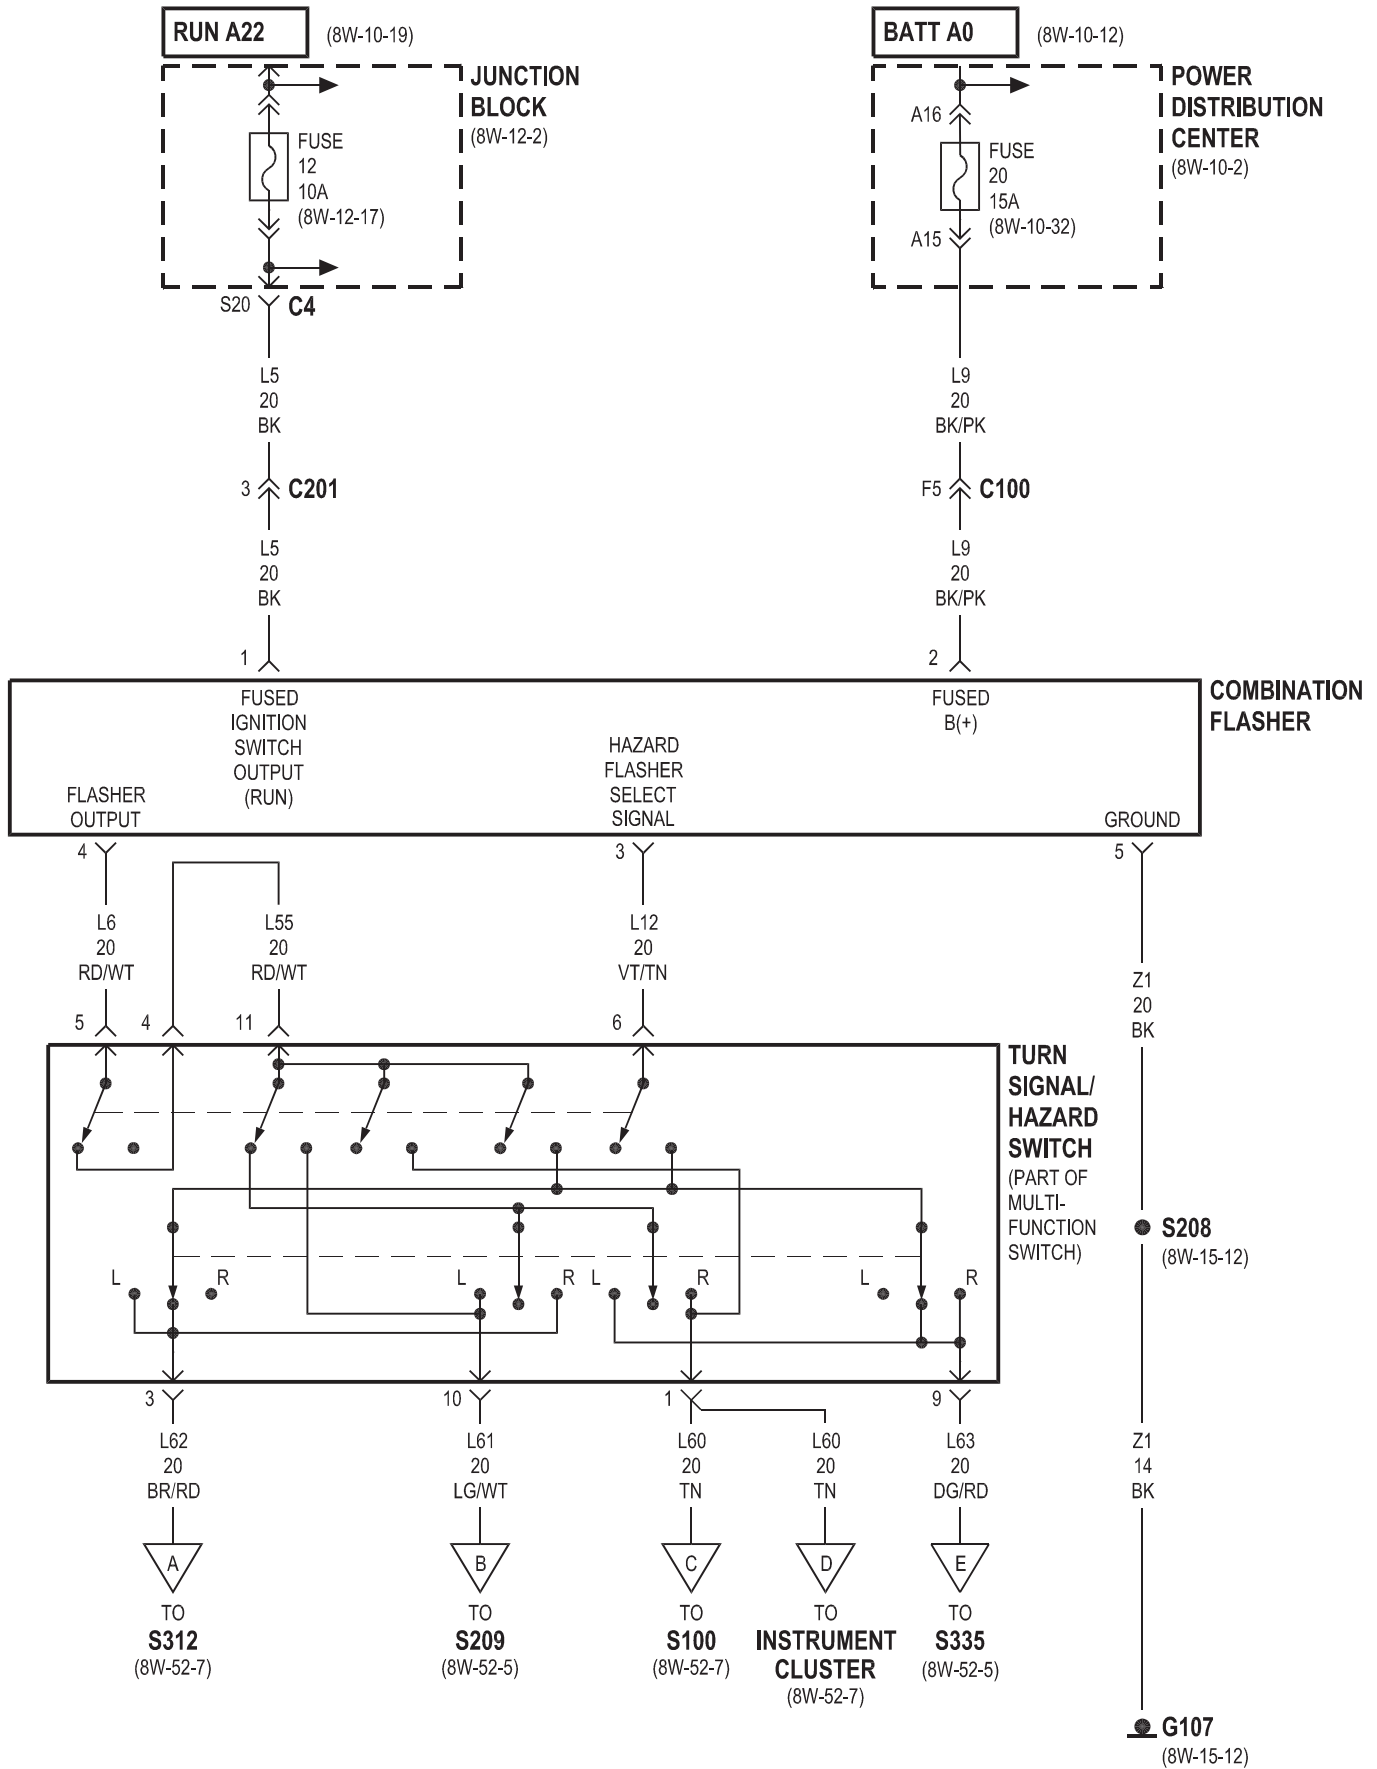 RUN A22
(8W-10-19)
BATT A0
(8W-10-12)
JUNCTION
BLOCK
(8W-12-2)
FUSE
12
10A
(8W-12-17)
S20
C4
POWER
DISTRIBUTION
CENTER
(8W-10-2)
A16
FUSE
20
15A
(8W-10-32)
A15
L5
20
BK
L9
20
BK/PK
3
C201
F5
C100
L5
20
BK
L9
20
BK/PK
1
2
COMBINATION
FLASHER
FUSED
IGNITION
SWITCH
OUTPUT
(RUN)
FUSED
B(+)
HAZARD
FLASHER
SELECT
SIGNAL
FLASHER
OUTPUT
GROUND
4
3
5
L6
20
RD/WT
L55
20
RD/WT
L12
20
VT/TN
Z1
20
BK
5
4
11
6
TURN
SIGNAL/
HAZARD
SWITCH
(PART OF
MULTI-
FUNCTION
SWITCH)
S208
(8W-15-12)
L
R
L
R
L
R
L
R
3
10
1
9
L62
20
BR/RD
L61
20
LG/WT
L60
20
TN
L60
20
TN
L63
20
DG/RD
Z1
14
BK
A
B
C
D
E
TO
S312
(8W-52-7)
TO
S209
(8W-52-5)
TO
S100
(8W-52-7)
TO
INSTRUMENT
CLUSTER
(8W-52-7)
TO
S335
(8W-52-5)
G107
(8W-15-12)